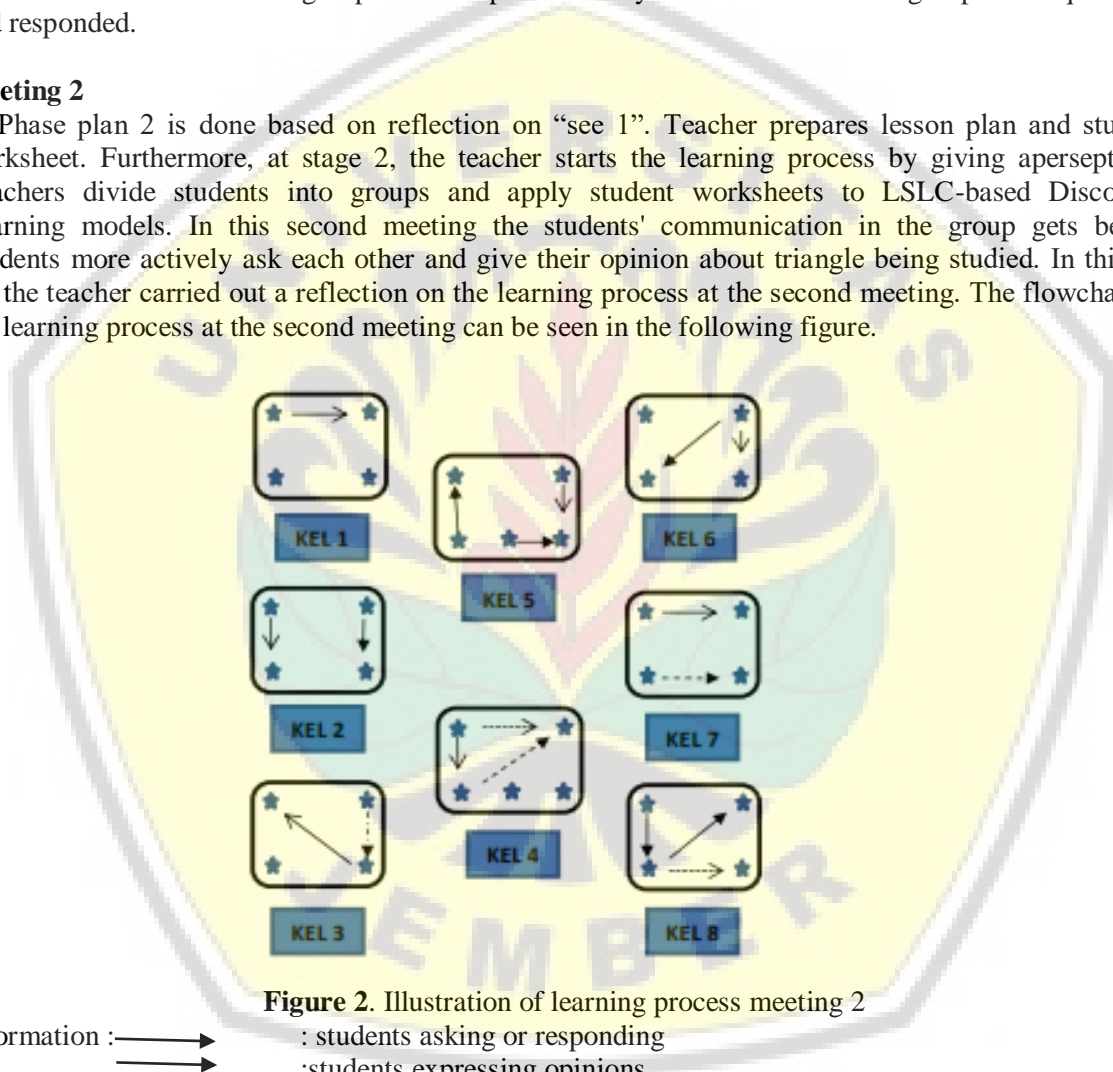 responded.
eting 2
Phase plan 2 is done based on reflection on “see 1”. Teacher prepares lesson plan and stu
rksheet. Furthermore, at stage 2, the teacher starts the learning process by giving apersept
achers divide students into groups and apply student worksheets to LSLC-based Disco
arning models. In this second meeting the students' communication in the group gets be
dents more actively ask each other and give their opinion about triangle being studied. In thi
the teacher carried out a reflection on the learning process at the second meeting. The flowcha
learning process at the second meeting can be seen in the following figure.
UNIVERSITAS
KEL 1
KEL 6
KEL 5
KEL 2
KEL 7
KEL 4
KEL 3
KEL 8
JEMBER
Figure 2. Illustration of learning process meeting 2
ormation : : students asking or responding
:students expressing opinions